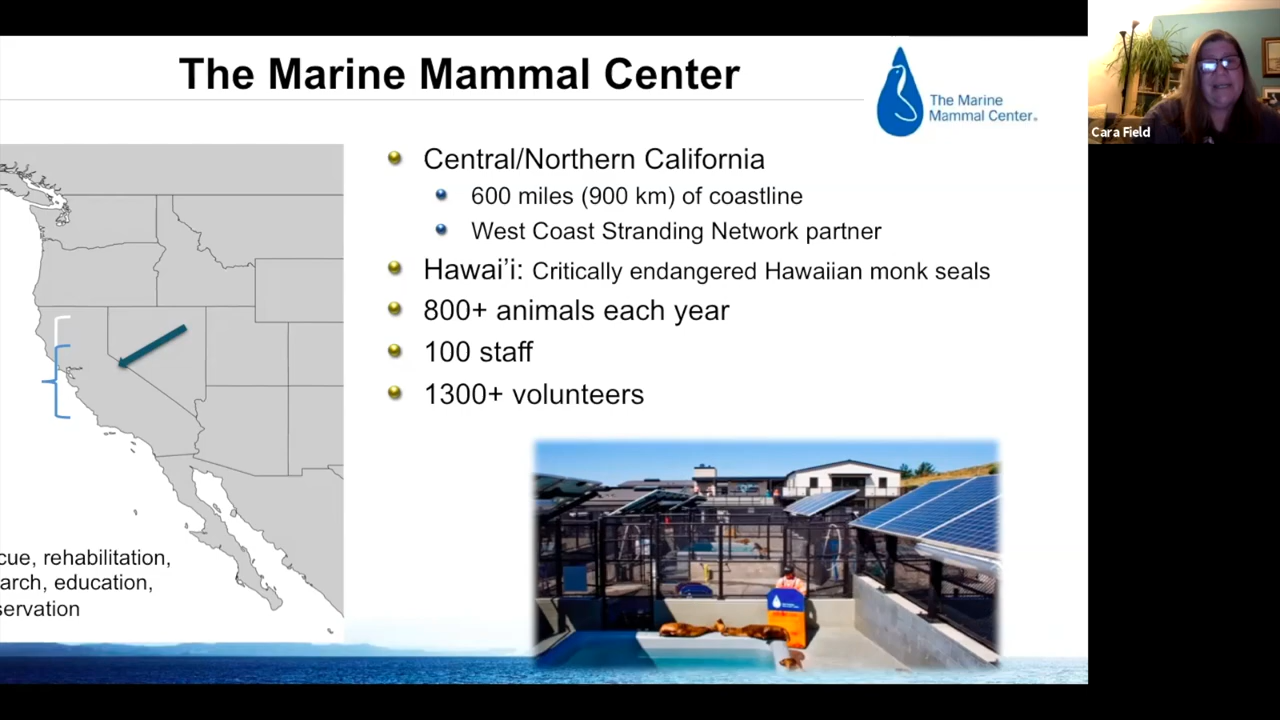 The Marine Mammal Center
The Marine
Mammal Center®
Cara Field
Central/Northern California
600 miles (900 km) of coastline
West Coast Stranding Network partner
Hawai’i: Critically endangered Hawaiian monk seals
800+ animals each year
100 staff
1300+ volunteers
cue, rehabilitation,
arch, education,
servation